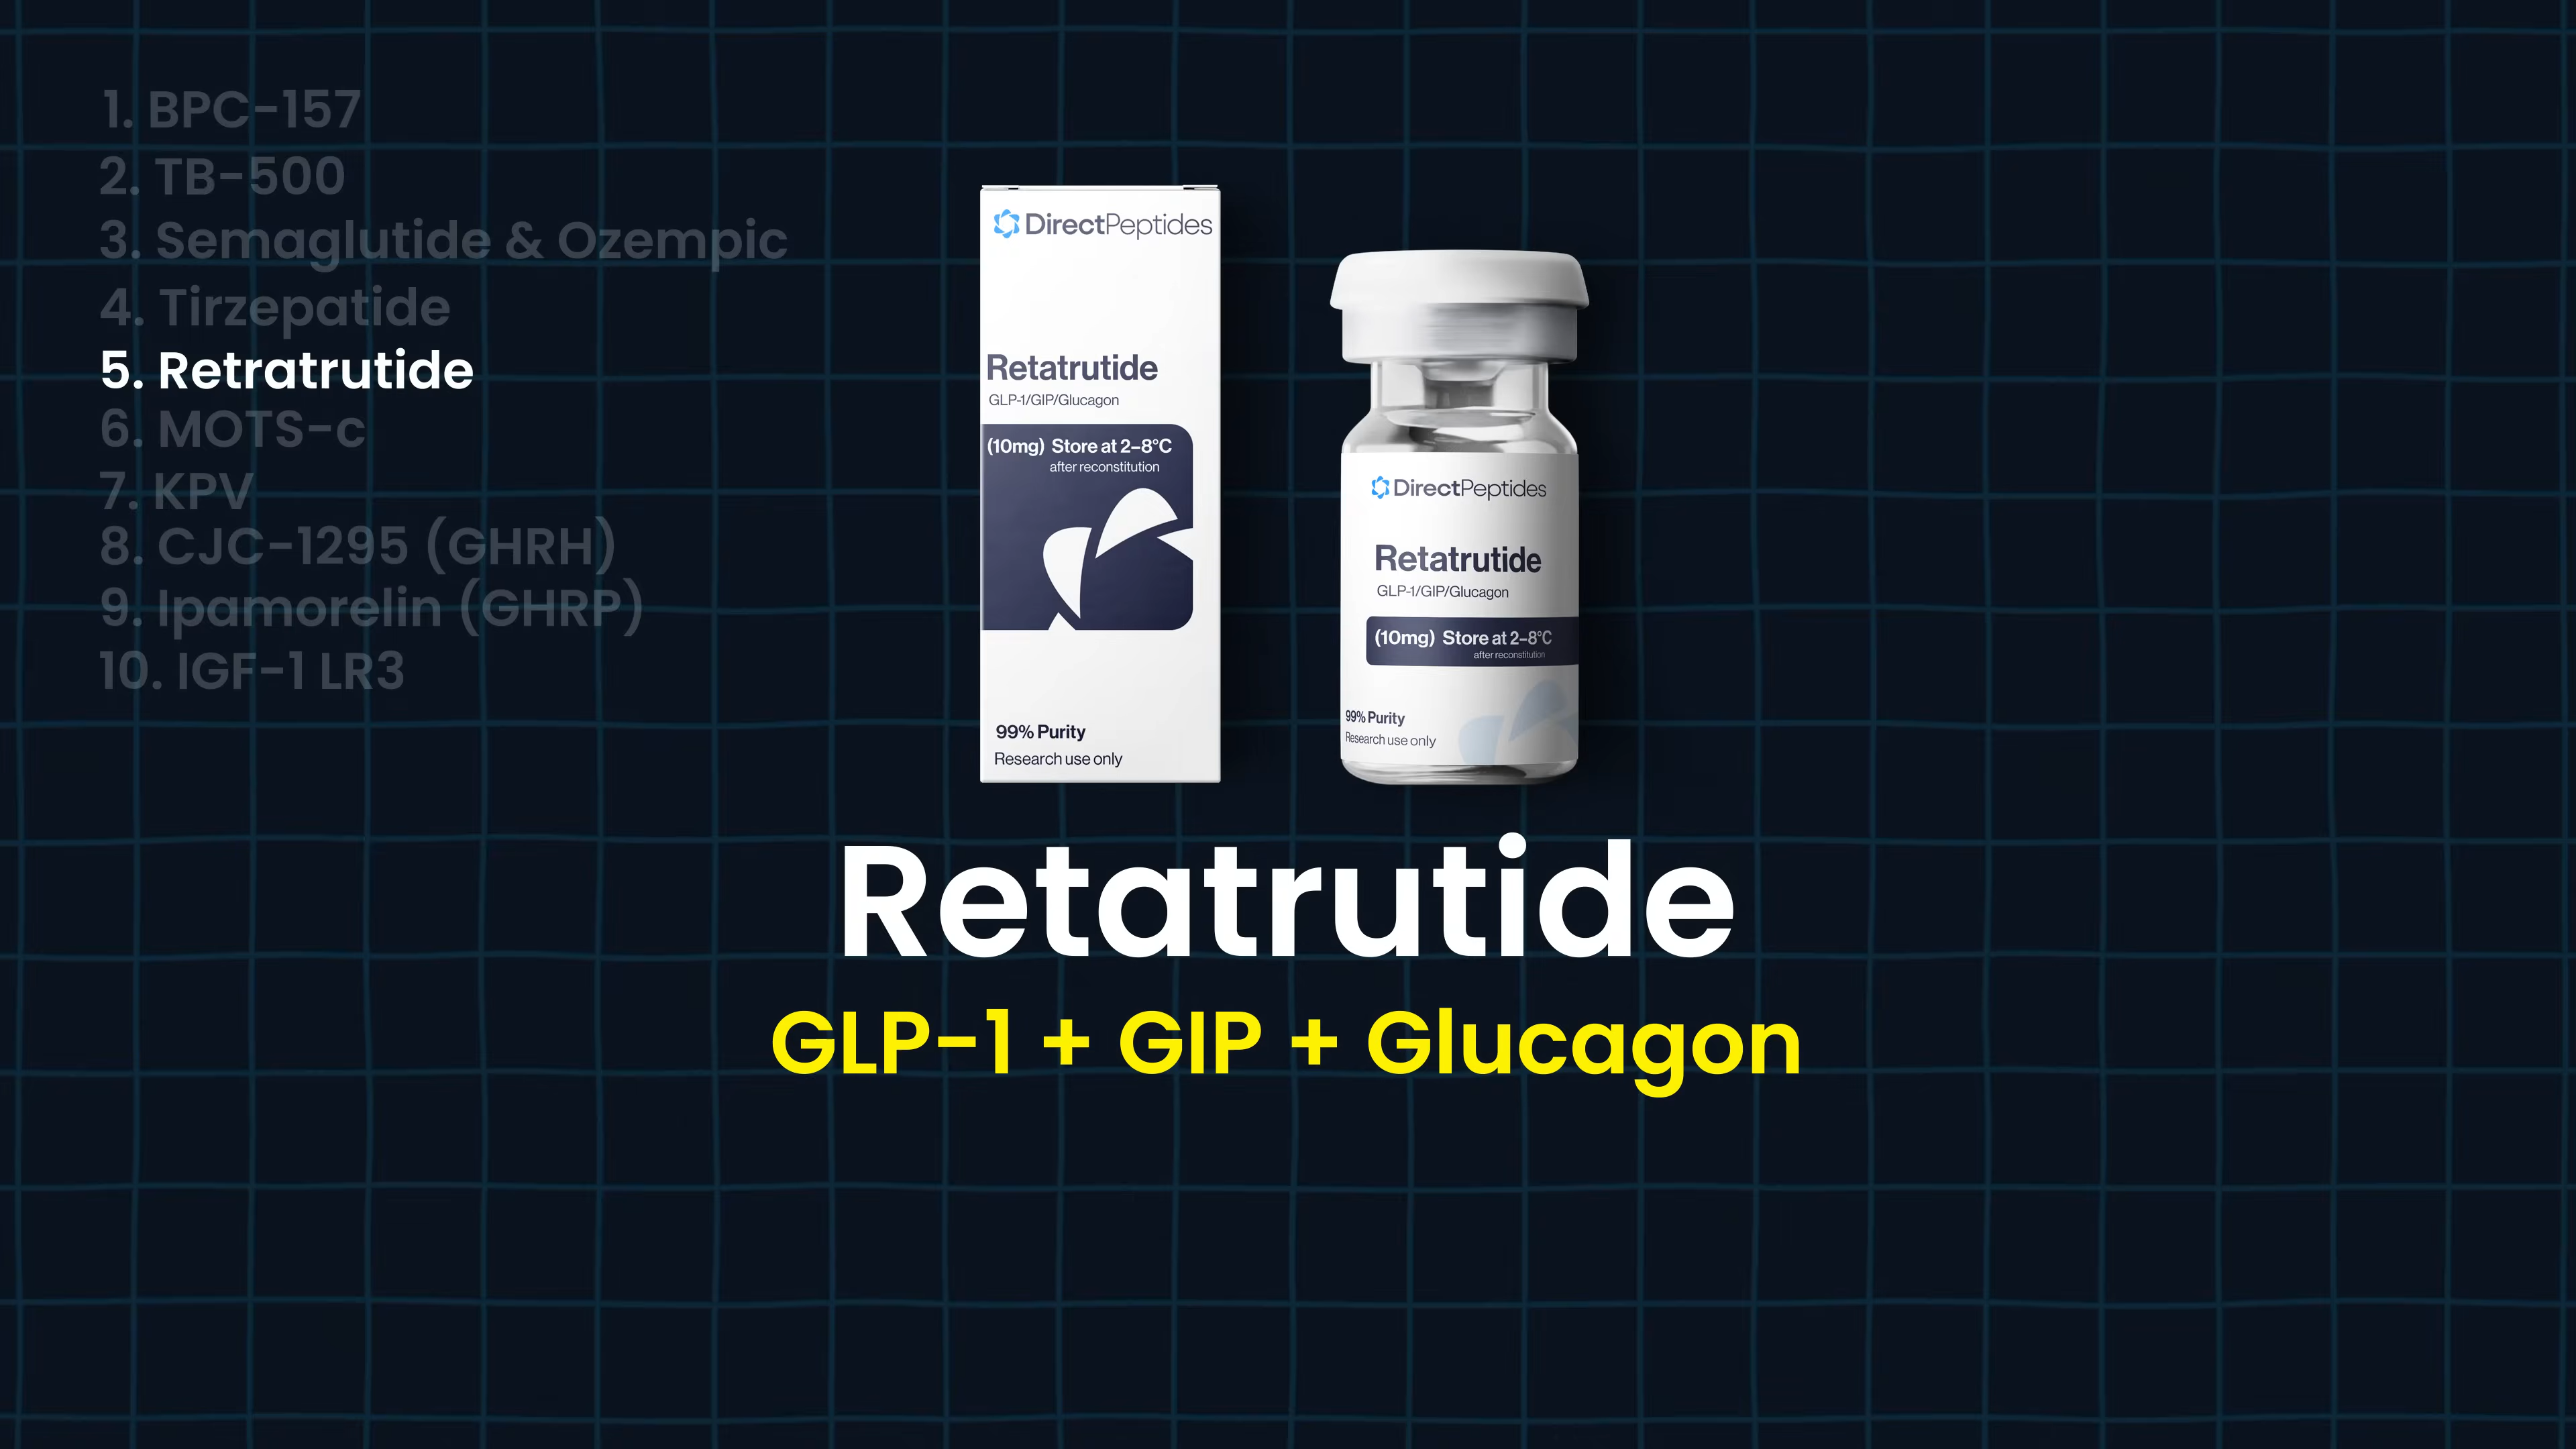 1. BPC-157
2. TB-500
3. Semaglutide & Ozempic
4. Tirzepatide
5. Retratrutide
6. MOTS-c
7. KPV
8. CJC-1295 (GHRH)
9. Ipamorelin (GHRP)
10. IGF-1 LR3
DirectPeptides
Retatrutide
GLP-1/GIP/Glucagon
(10mg) Store at 2–8°C
after reconstitution
99% Purity
Research use only
DirectPeptides
Retatrutide
GLP-1/GIP/Glucagon
(10mg) Store at 2–8°C
after reconstitution
99% Purity
Research use only
Retatrutide
GLP-1 + GIP + Glucagon